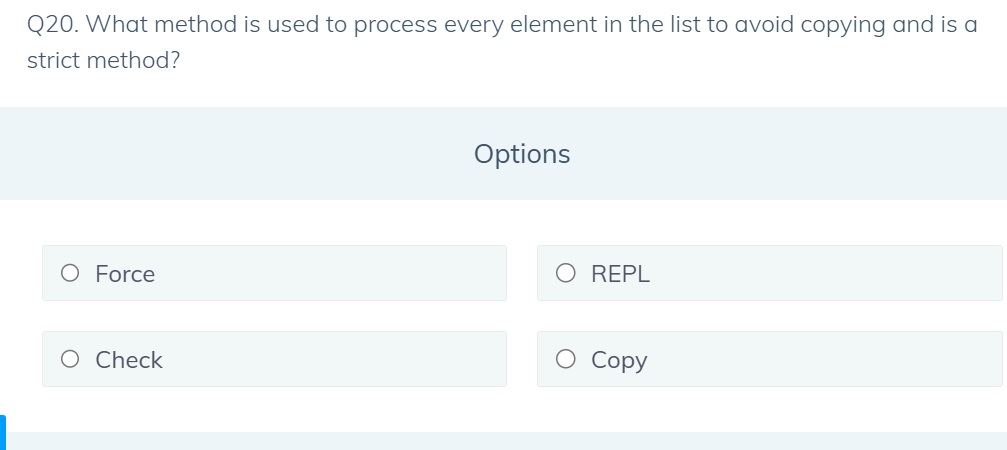 Q20. What method is used to process every element in the list to avoid copying and is a
strict method?
Options
Force
REPL
Check
Copy